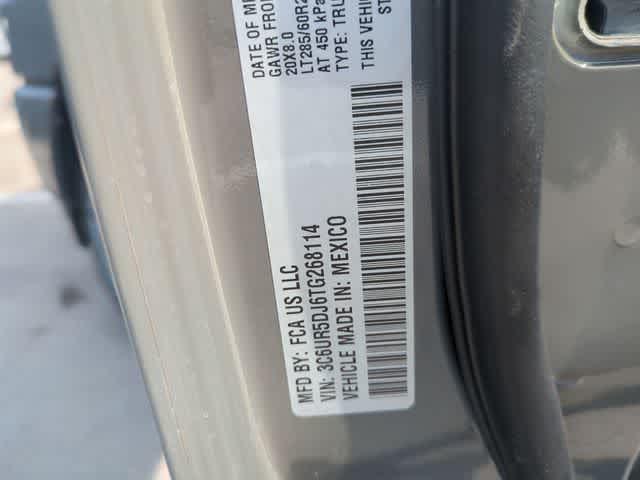 DATE OF M
GAWR FRON
20X8.0
LT285/60R2
AT 450 kPa
TYPE: TRU
THIS VEHI
ST
MFD BY: FCA US LLC
VIN: 3C6UR5DJ6TG268114
VEHICLE MADE IN: MEXICO